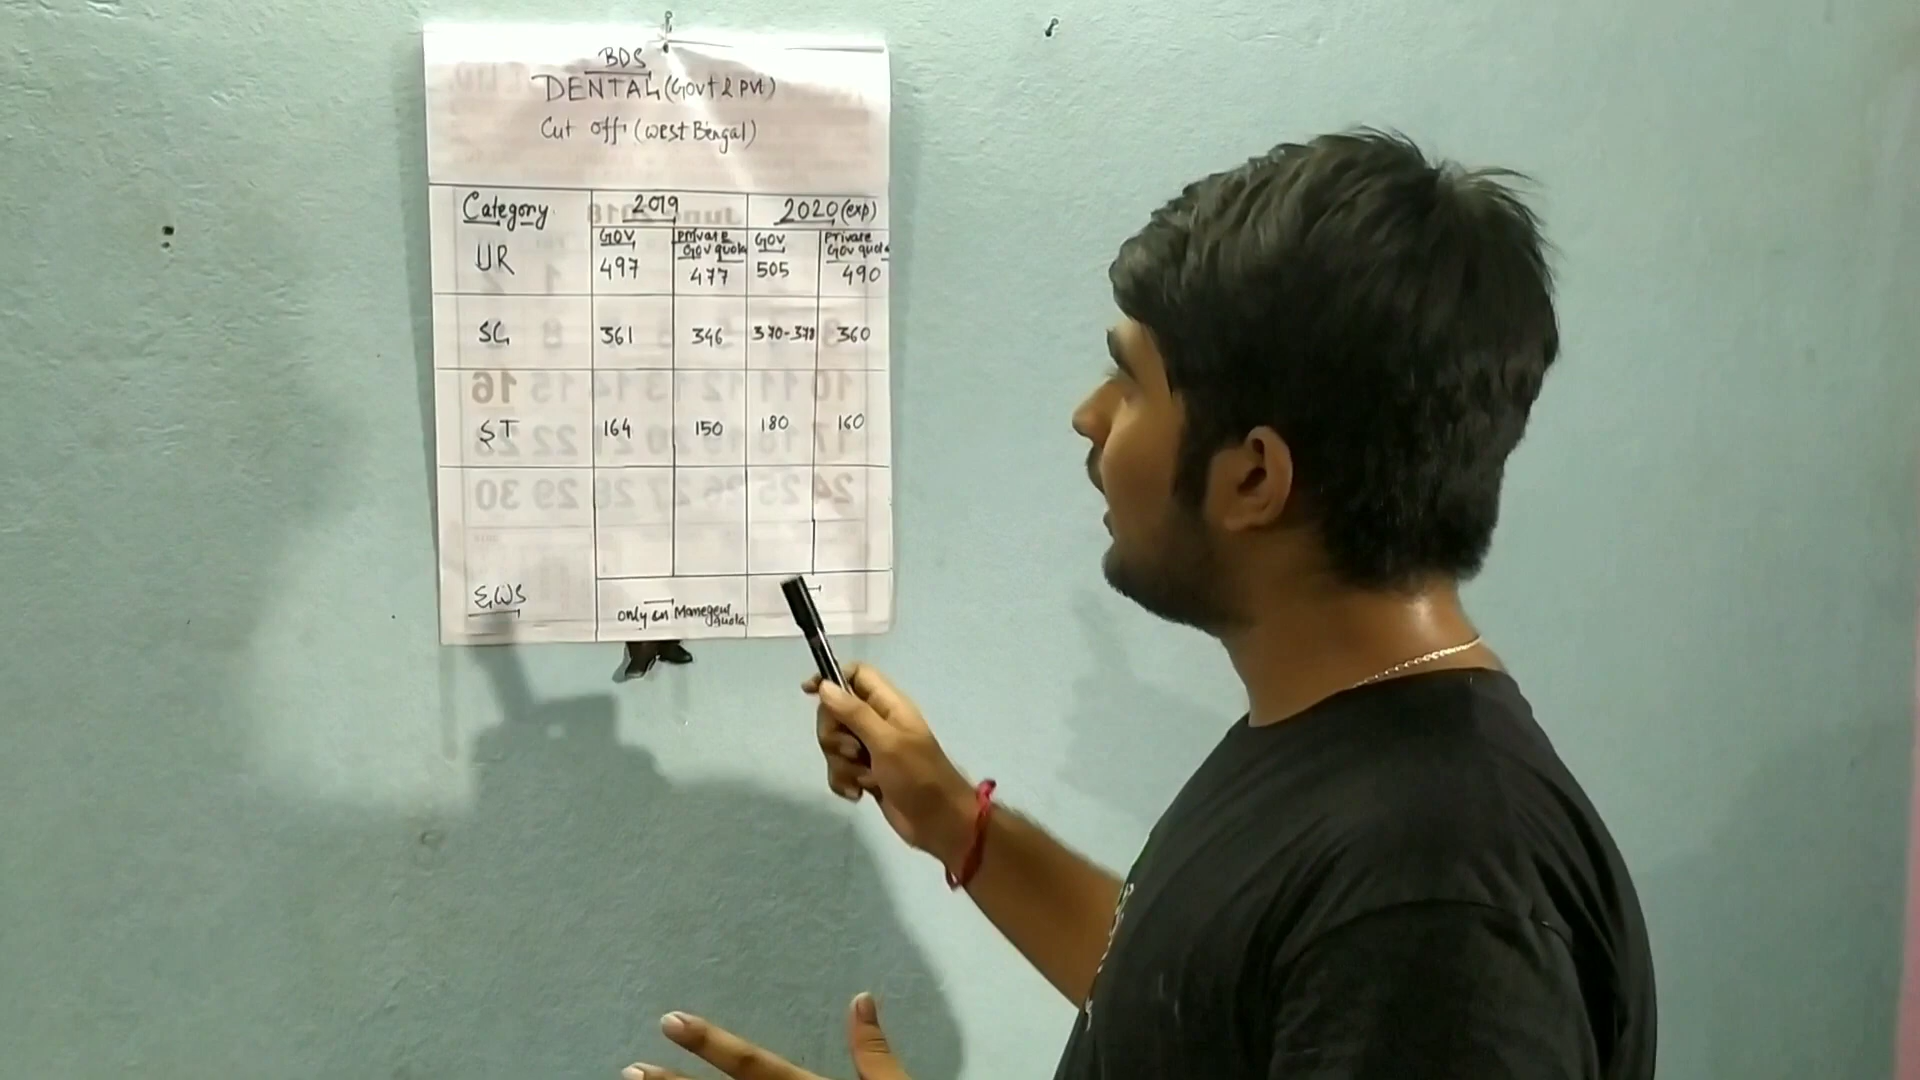 BDS
DENTAL (Govt & Pvt)
Cut off (West Bengal)
Category 2019 2020 (exp)
GOV Private Gov quota GOV Private Gov quota
UR 497 477 505 490
SC 361 346 370-378 360
ST 164 150 180 160
EWS
only in
quota